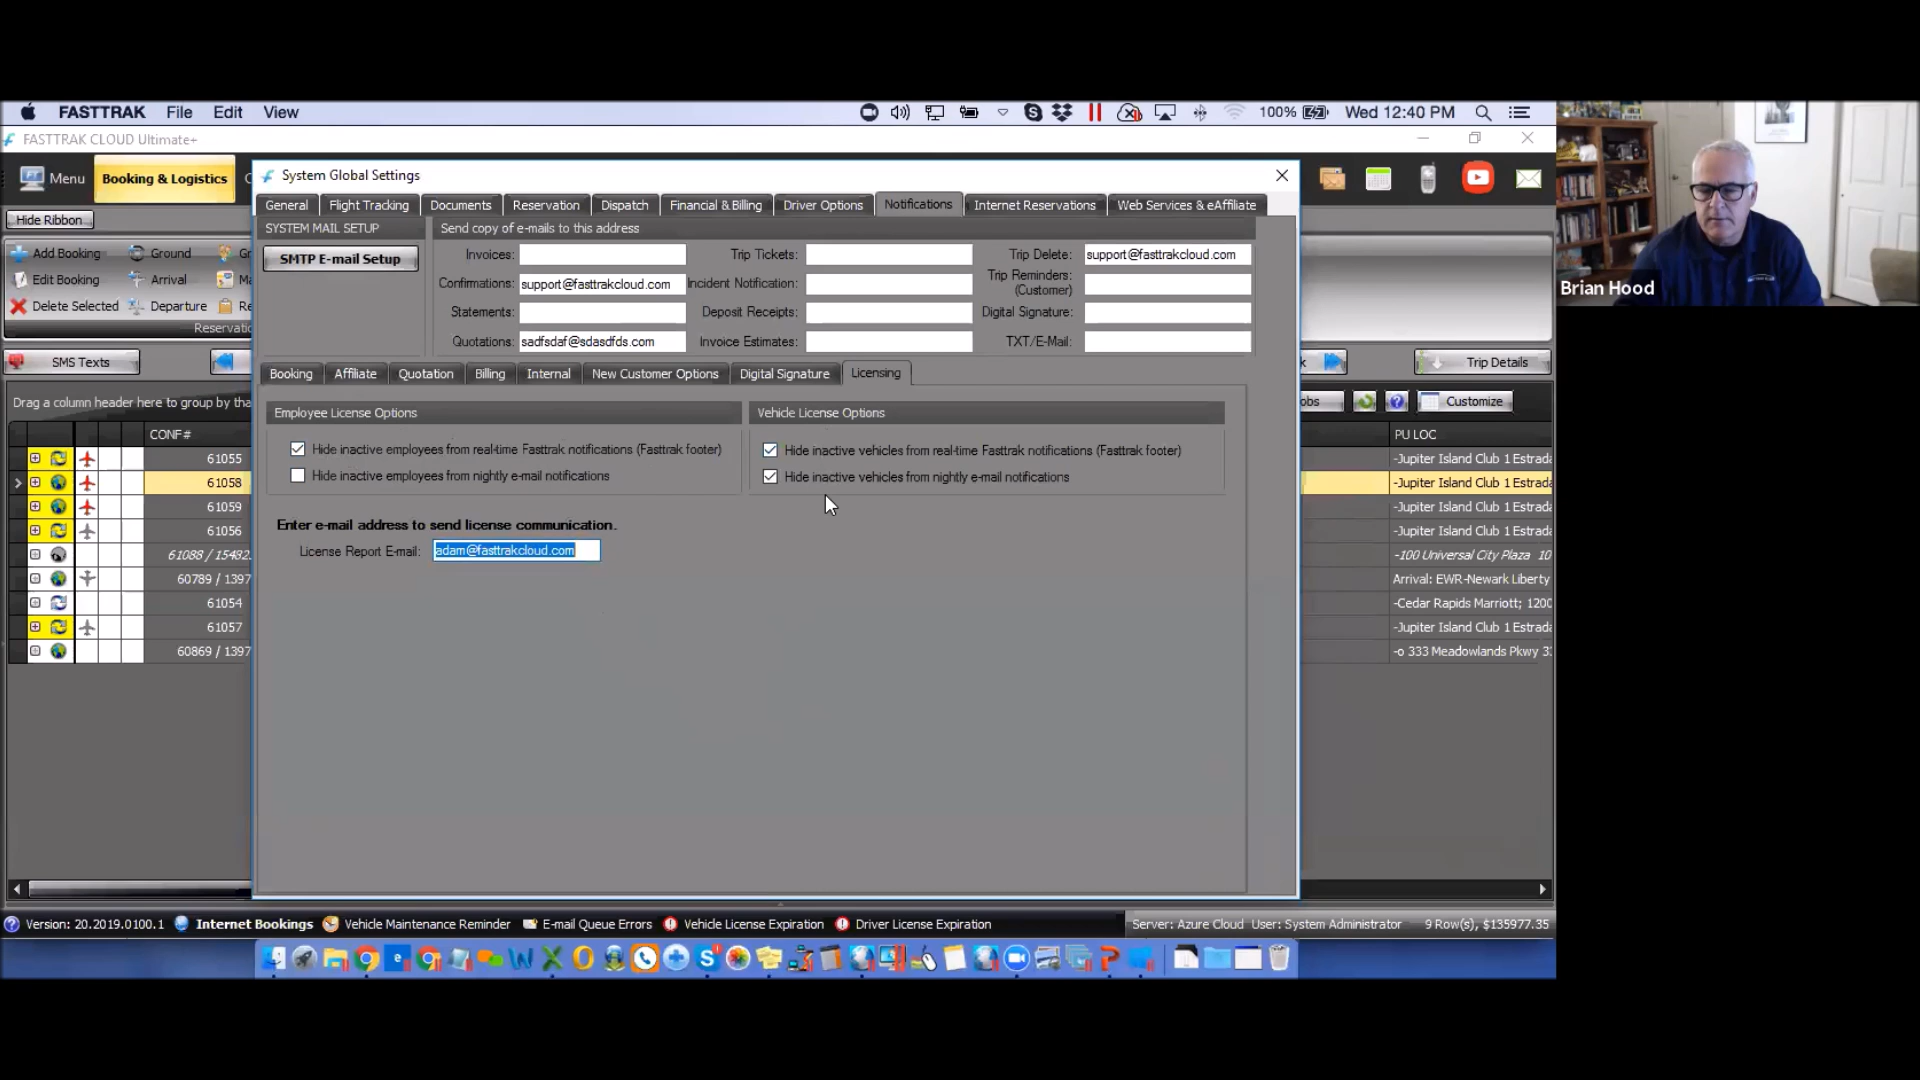 FASTTRAK File Edit View 100% Wed 12:40 PM
FASTTRAK CLOUD Ultimate+
Menu Booking & Logistics
Hide Ribbon
Add Booking Ground
Edit Booking Arrival
Delete Selected Departure
SMS Texts
Drag a column header here to group by tha
CONF#
61055
61058
61059
61056
61088 / 15482.
60789 / 1397
61054
61057
60869 / 1397
System Global Settings
General Flight Tracking Documents Reservation Dispatch Financial & Billing Driver Options Notifications Internet Reservations Web Services & eAffiliate
SYSTEM MAIL SETUP Send copy of e-mails to this address
SMTP E-mail Setup
Invoices: Trip Tickets: Trip Delete: support@fasttrakcloud.com
Confirmations: support@fasttrakcloud.com Incident Notification: Trip Reminders: (Customer)
Statements: Deposit Receipts: Digital Signature:
Quotations: sadfsdaf@sdasdfds.com Invoice Estimates: TXT/E-Mail:
Booking Affiliate Quotation Billing Internal New Customer Options Digital Signature Licensing
Employee License Options Vehicle License Options
Hide inactive employees from real-time Fasttrak notifications (Fasttrak footer) Hide inactive vehicles from real-time Fasttrak notifications (Fasttrak footer)
Hide inactive employees from nightly e-mail notifications Hide inactive vehicles from nightly e-mail notifications
Enter e-mail address to send license communication.
License Report E-mail: adam@fasttrakcloud.com
Trip Details
Customize
PU LOC
-Jupiter Island Club 1 Estrada
-Jupiter Island Club 1 Estrada
-Jupiter Island Club 1 Estrada
-Jupiter Island Club 1 Estrada
-100 Universal City Plaza 10
Arrival: EWR-Newark Liberty
-Cedar Rapids Marriott; 1200
-Jupiter Island Club 1 Estrada
-o 333 Meadowlands Pkwy 33
Version: 20.2019.0100.1 Internet Bookings Vehicle Maintenance Reminder E-mail Queue Errors Vehicle License Expiration Driver License Expiration Server: Azure Cloud User: System Administrator 9 Row(s), $135977.35
Brian Hood